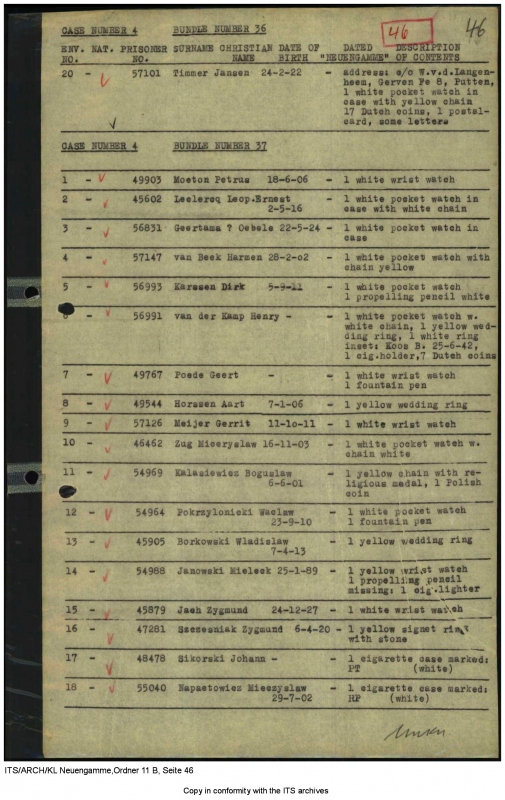 46
46
CASE NUMBER 4 BUNDLE NUMBER 36
ENV. NAT. PRISONER SURNAME CHRISTIAN DATE OF DATED DESCRIPTION
NO. NO. NAME BIRTH "NEUENGAMME" OF CONTENTS
20 - 57101 Timmer Jansen 24-2-22 - address: c/o W.v.d.Langen-
heem, Gerven Fe 8, Putten,
1 white pocket watch in
case with yellow chain
17 Dutch coins, 1 postal-
card, some letters
CASE NUMBER 4 BUNDLE NUMBER 37
1 - 49903 Moeton Petrus 18-6-06 - 1 white wrist watch
2 - 45602 Leclercq Leop.Ernest - 1 white pocket watch in
2-5-16 case with white chain
3 - 56831 Geertsma ? Oebele 22-5-24 - 1 white pocket watch in
case
4 - 57147 van Beek Harmen 28-2-02 - 1 white pocket watch with
chain yellow
5 - 56993 Karssen Dirk 5-9-11 - 1 white pocket watch
1 propelling pencil white
6 - 56991 van der Kamp Henry - - 1 white pocket watch w.
white chain, 1 yellow wed-
ding ring, 1 white ring
inset: Koos B. 25-6-42,
1 cig.holder,7 Dutch coins
7 - 49767 Poede Geert - - 1 white wrist watch
1 fountain pen
8 - 49544 Horssen Aart 7-1-06 - 1 yellow wedding ring
9 - 57126 Meijer Gerrit 11-10-11 - 1 white wrist watch
10 - 46462 Zug Miceryslaw 16-11-03 - 1 white pocket watch w.
chain white
11 - 54969 Kalasiewicz Boguslaw - 1 yellow chain with re-
6-6-01 ligious medal, 1 Polish
coin
12 - 54964 Pokrzylonicki Waclaw - 1 white pocket watch
23-9-10 1 fountain pen
13 - 45905 Borkowski Wladislaw - 1 yellow wedding ring
7-4-13
14 - 54988 Janowski Mieleck 25-1-89 - 1 yellow wrist watch
1 propelling pencil
missing: 1 cig.lighter
15 - 45879 Jach Zygmund 24-12-27 - 1 white wrist watch
16 - 47281 Szczesniak Zygmund 6-4-20 - 1 yellow signet ring
with stone
17 - 48478 Sikorski Johann - - 1 cigarette case marked:
PT (white)
18 - 55040 Napaetowicz Mieczyslaw - 1 cigarette case marked:
29-7-02 RP (white)
ITS/ARCH/KL Neuengamme,Ordner 11 B, Seite 46
Copy in conformity with the ITS archives